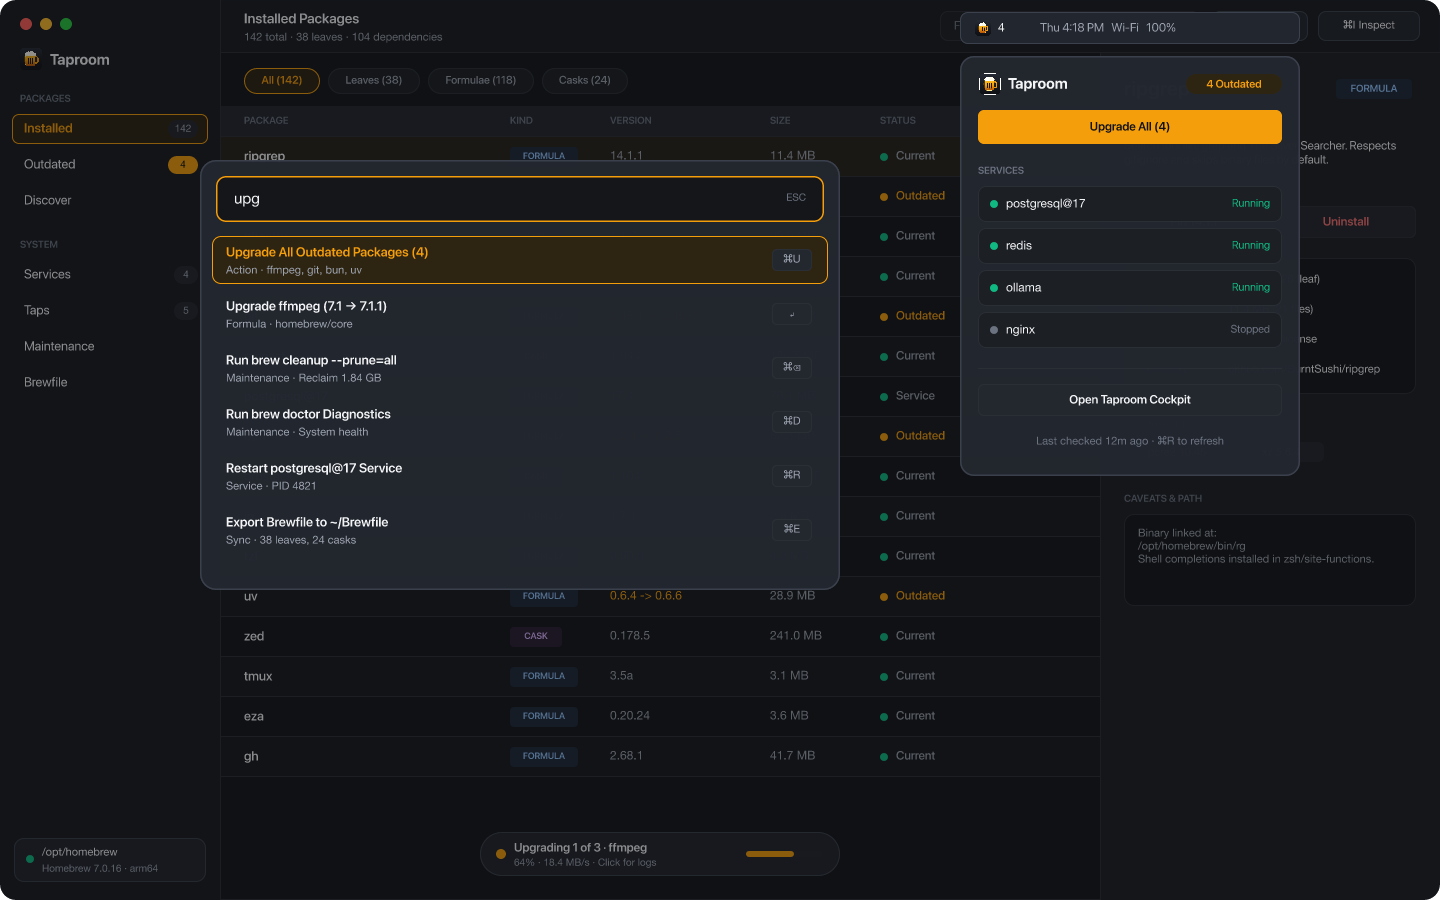 Taproom
PACKAGES
Installed 142
Outdated 4
Discover
SYSTEM
Services 4
Taps 5
Maintenance
Brewfile
/opt/homebrew
Homebrew 7.0.16 · arm64
Installed Packages
142 total · 38 leaves · 104 dependencies
⌘I Inspect
All (142) Leaves (38) Formulae (118) Casks (24)
PACKAGE KIND VERSION SIZE STATUS
ripgrep FORMULA 14.1.1 11.4 MB Current
Outdated
Current
Current
Outdated
Current
Service
Outdated
Current
Current
Current
uv FORMULA 0.6.4 -> 0.6.6 28.9 MB Outdated
zed CASK 0.178.5 241.0 MB Current
tmux FORMULA 3.5a 3.1 MB Current
eza FORMULA 0.20.24 3.6 MB Current
gh FORMULA 2.68.1 41.7 MB Current
upg ESC
Upgrade All Outdated Packages (4) ⌘U
Action · ffmpeg, git, bun, uv
Upgrade ffmpeg (7.1 → 7.1.1) ⏎
Formula · homebrew/core
Run brew cleanup --prune=all ⌘⌫
Maintenance · Reclaim 1.84 GB
Run brew doctor Diagnostics ⌘D
Maintenance · System health
Restart postgresql@17 Service ⌘R
Service · PID 4821
Export Brewfile to ~/Brewfile ⌘E
Sync · 38 leaves, 24 casks
Upgrading 1 of 3 · ffmpeg
64% · 18.4 MB/s · Click for logs
4 Thu 4:18 PM Wi-Fi 100%
Taproom 4 Outdated
Upgrade All (4)
SERVICES
postgresql@17 Running
redis Running
ollama Running
nginx Stopped
Open Taproom Cockpit
Last checked 12m ago · ⌘R to refresh
FORMULA
Searcher. Respects
efault.
Uninstall
leaf)
es)
nse
rntSushi/ripgrep
CAVEATS & PATH
Binary linked at:
/opt/homebrew/bin/rg
Shell completions installed in zsh/site-functions.